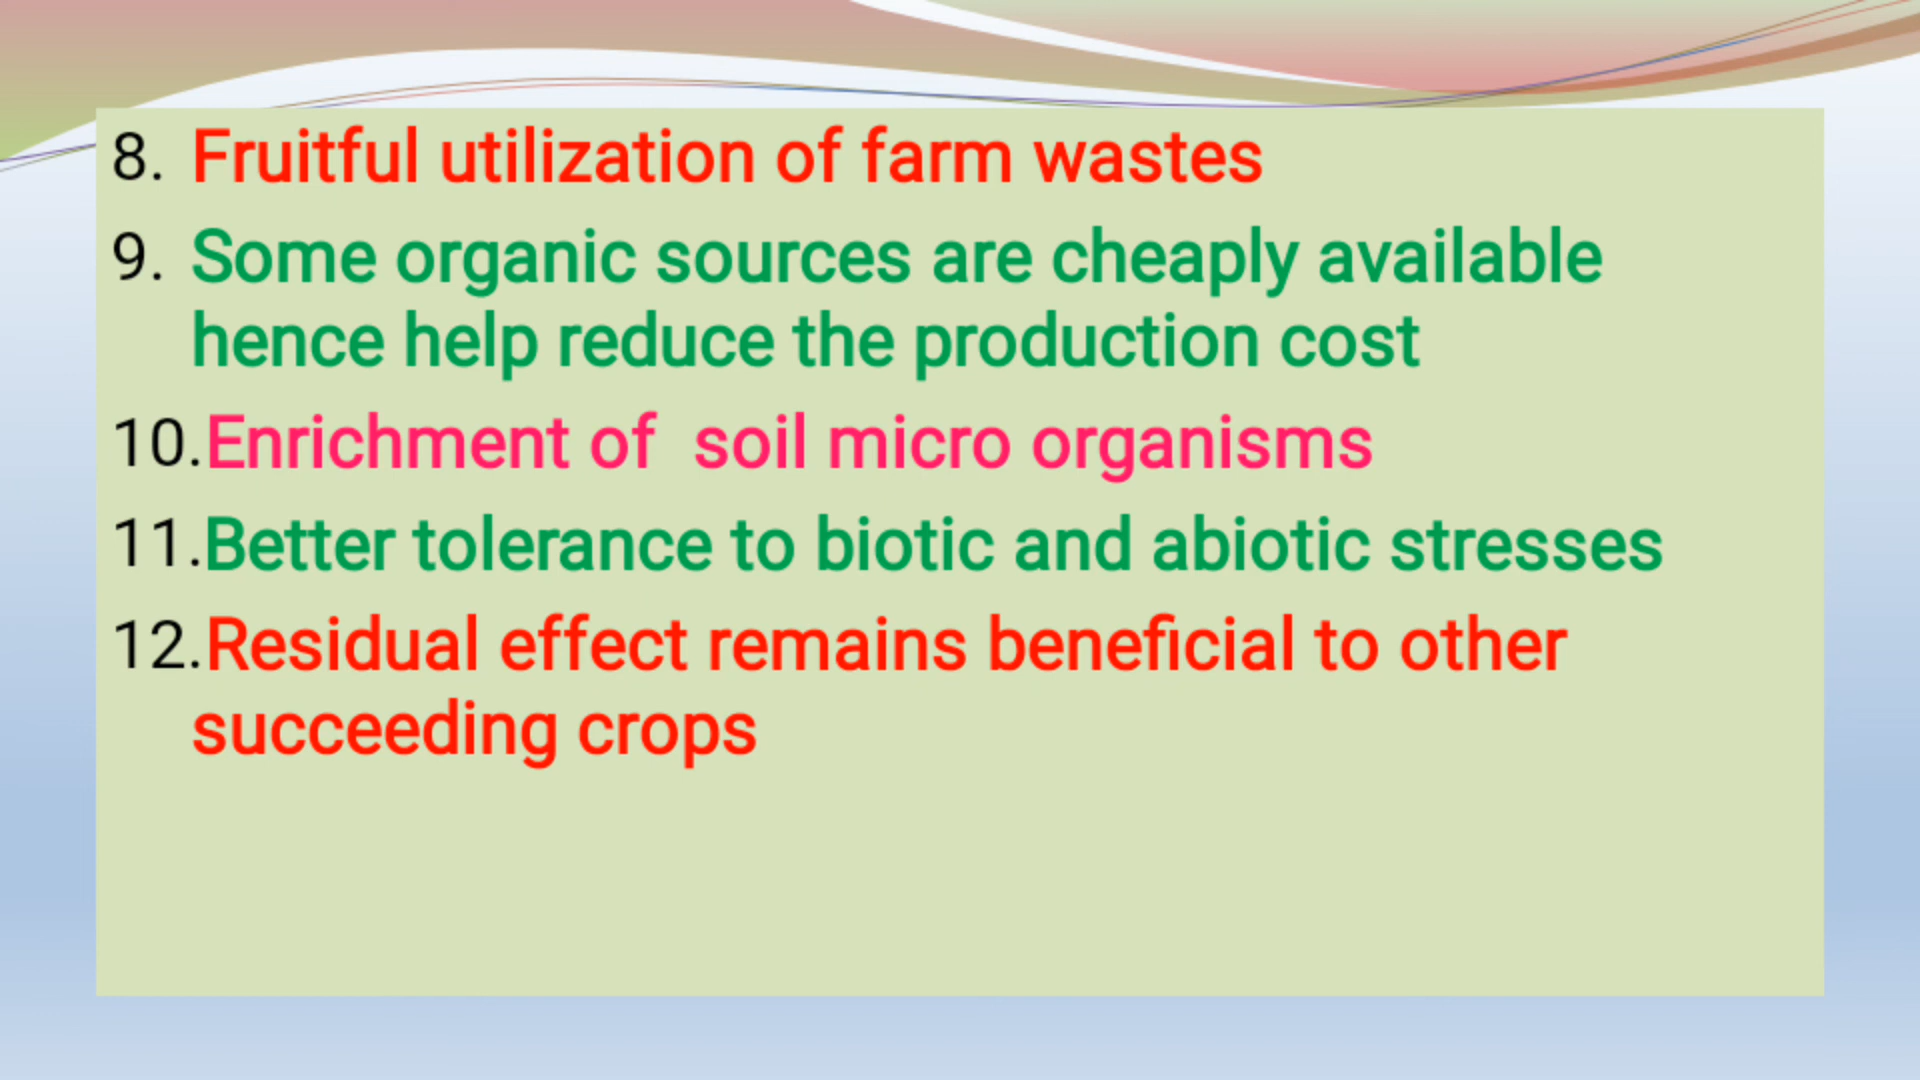 8. Fruitful utilization of farm wastes
9. Some organic sources are cheaply available
hence help reduce the production cost
10.Enrichment of  soil micro organisms
11.Better tolerance to biotic and abiotic stresses
12.Residual effect remains beneficial to other
succeeding crops